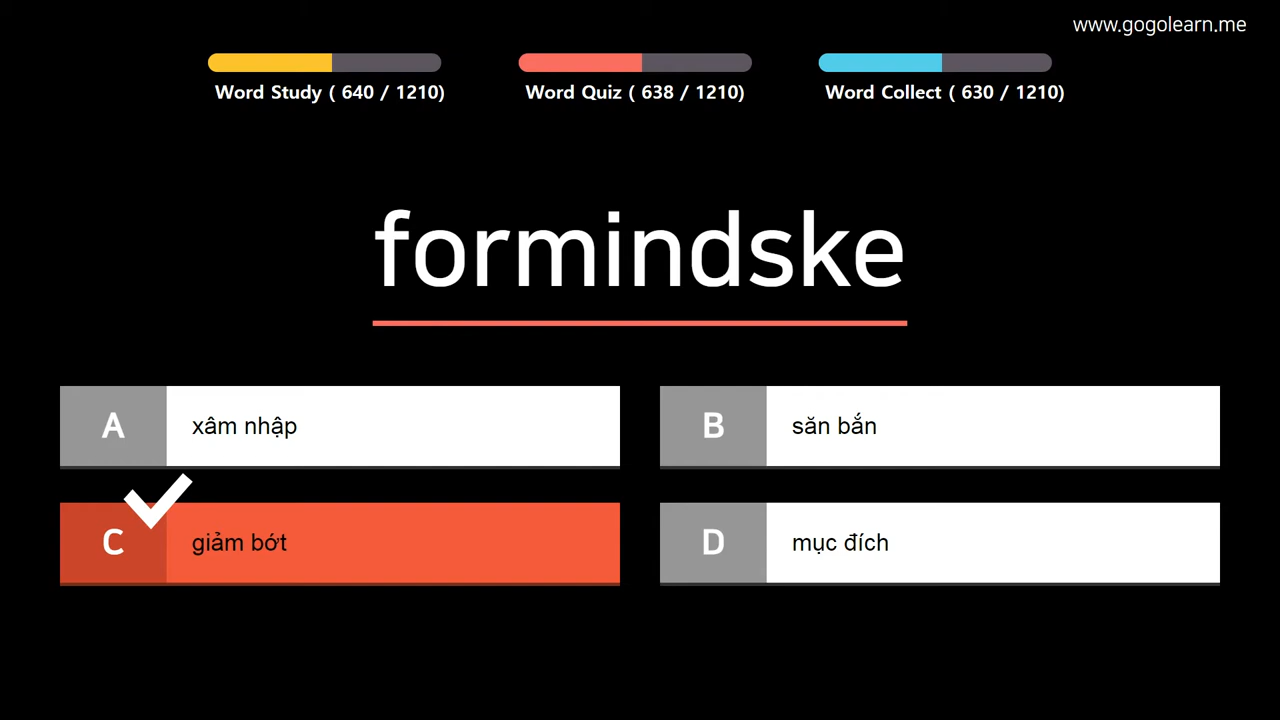 www.gogolearn.me
Word Study ( 640 / 1210)
Word Quiz ( 638 / 1210)
Word Collect ( 630 / 1210)
formindske
A xâm nhập
B săn bắn
C giảm bớt
D mục đích